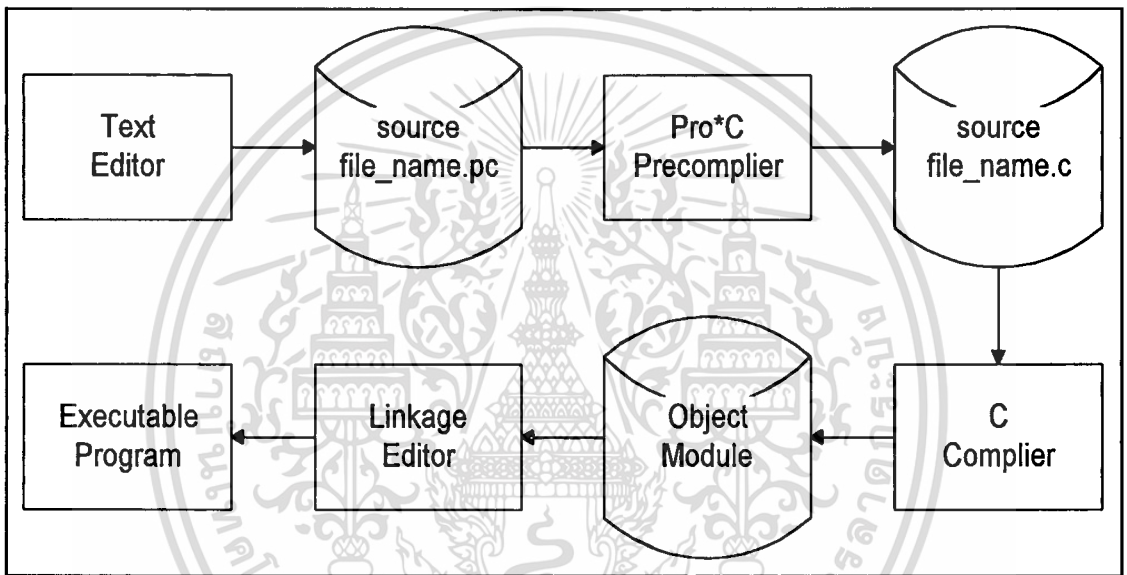 Text
Editor
source
file_name.pc
Pro*C
Precomplier
source
file_name.c
Executable
Program
Linkage
Editor
Object
Module
C
Complier